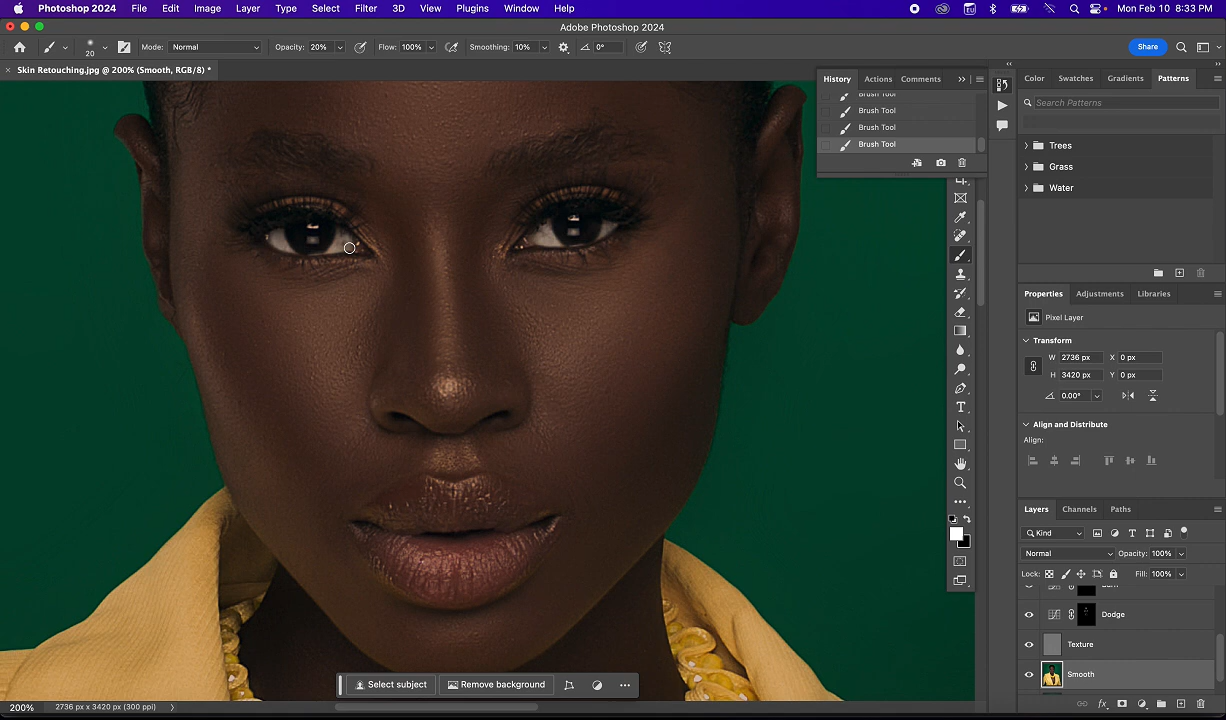 Photoshop 2024 File Edit Image Layer Type Select Filter 3D View Plugins Window Help EU Mon Feb 10 8:33 PM
Adobe Photoshop 2024
20 Mode: Normal Opacity: 20% Flow: 100% Smoothing: 10% 0° Share
Skin Retouching.jpg @ 200% (Smooth, RGB/8) *
History Actions Comments
Brush Tool
Brush Tool
Brush Tool
Brush Tool
Color Swatches Gradients Patterns
Search Patterns
Trees
Grass
Water
Properties Adjustments Libraries
Pixel Layer
Transform
W 2736 px X 0 px
H 3420 px Y 0 px
0.00°
Align and Distribute
Align:
Layers Channels Paths
Kind
Normal Opacity: 100%
Lock: Fill: 100%
Dodge
Texture
Smooth
Select subject Remove background
200% 2736 px x 3420 px (300 ppi)